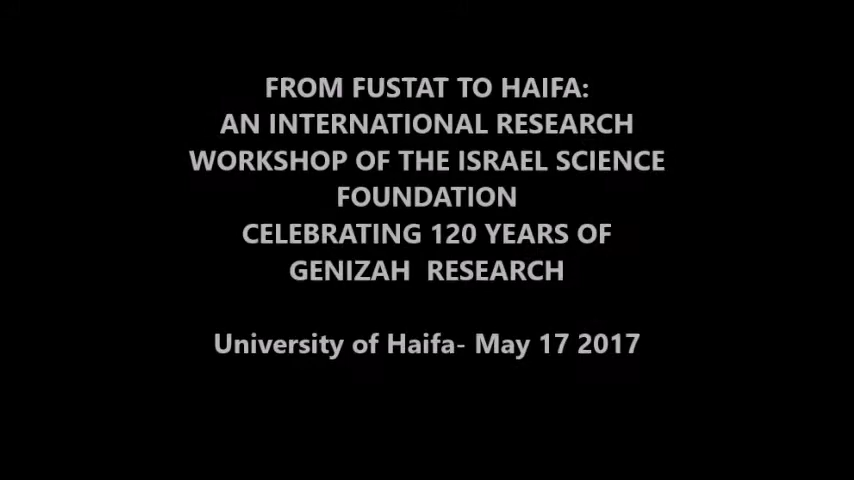 FROM FUSTAT TO HAIFA:
AN INTERNATIONAL RESEARCH
WORKSHOP OF THE ISRAEL SCIENCE
FOUNDATION
CELEBRATING 120 YEARS OF
GENIZAH  RESEARCH
University of Haifa- May 17 2017